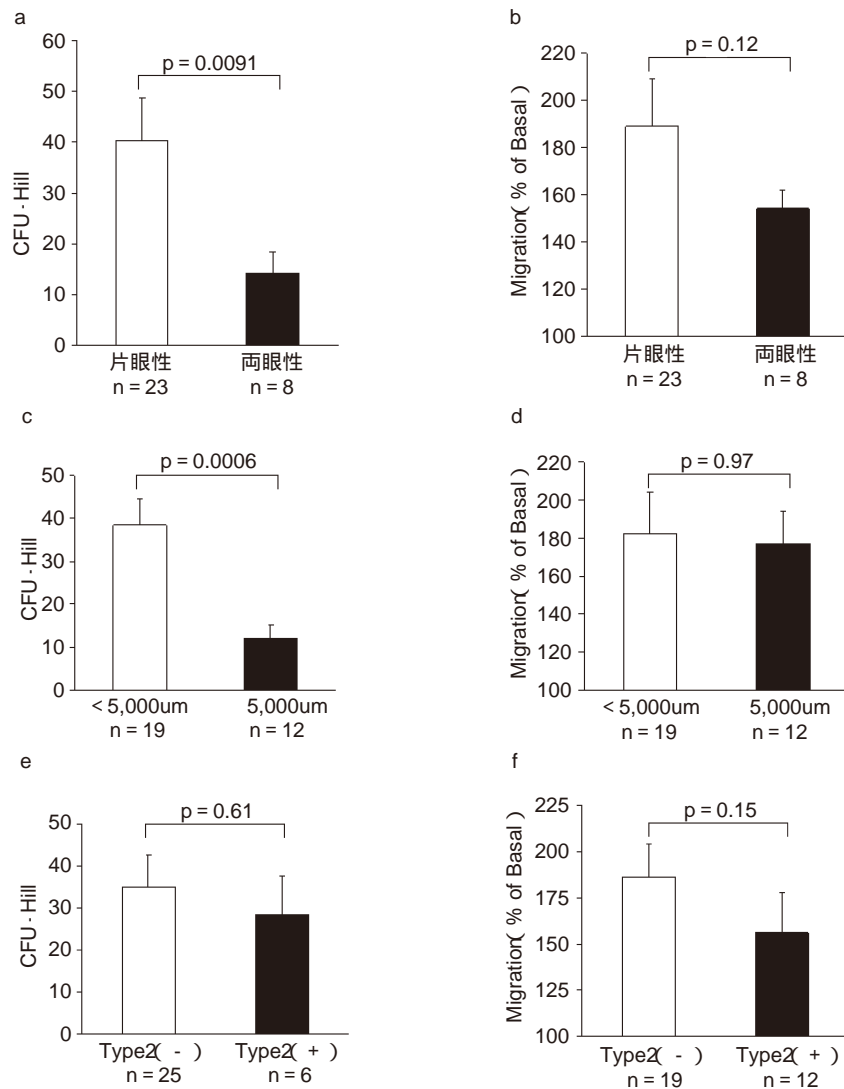 a
60
50
40
30
20
10
0
CFU‐Hill
p = 0.0091
片眼性
n = 23
両眼性
n = 8
b
220
200
180
160
140
120
100
Migration( % of Basal )
p = 0.12
片眼性
n = 23
両眼性
n = 8
c
50
40
30
20
10
0
CFU‐Hill
p = 0.0006
< 5,000um
n = 19
5,000um
n = 12
d
220
200
180
160
140
120
100
Migration( % of Basal )
p = 0.97
< 5,000um
n = 19
5,000um
n = 12
e
50
40
30
20
10
0
CFU‐Hill
p = 0.61
Type2( - )
n = 25
Type2( + )
n = 6
f
225
200
175
150
125
100
Migration( % of Basal )
p = 0.15
Type2( - )
n = 19
Type2( + )
n = 12